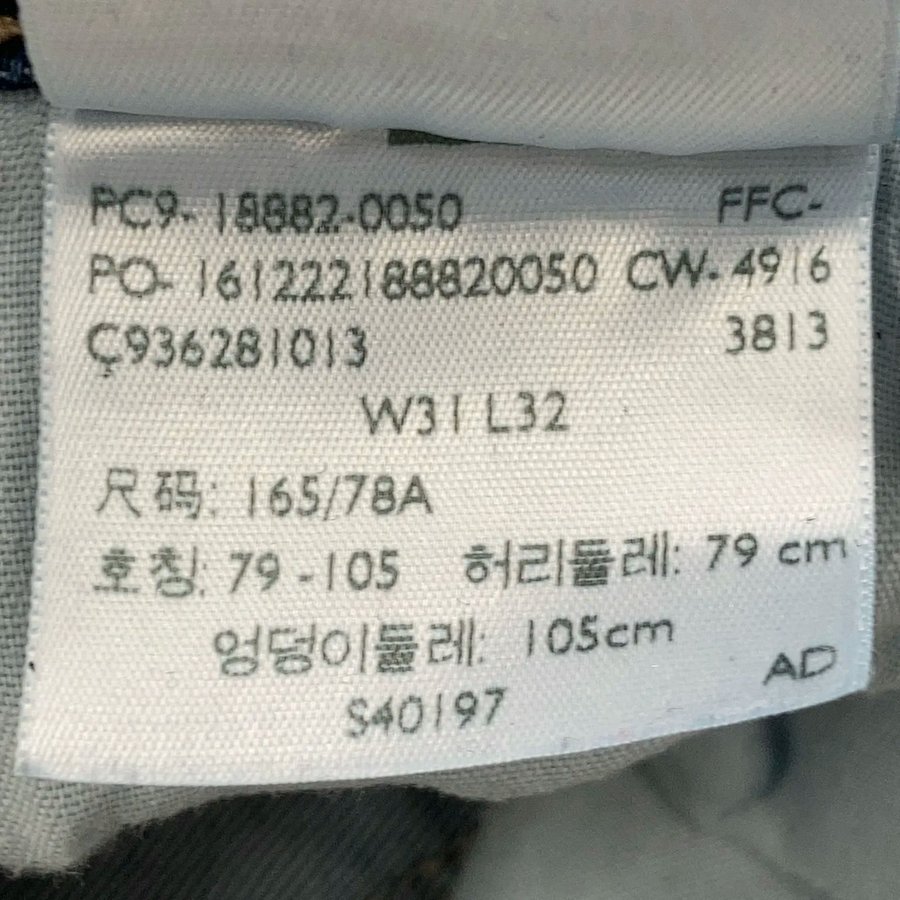 PC9-18882-0050 FFC-
PO-161222188820050 CW-4916
Ç936281013 3813
W31 L32
尺码: 165/78A
호칭: 79-105 허리둘레: 79 cm
엉덩이둘레: 105cm
AD
S40197